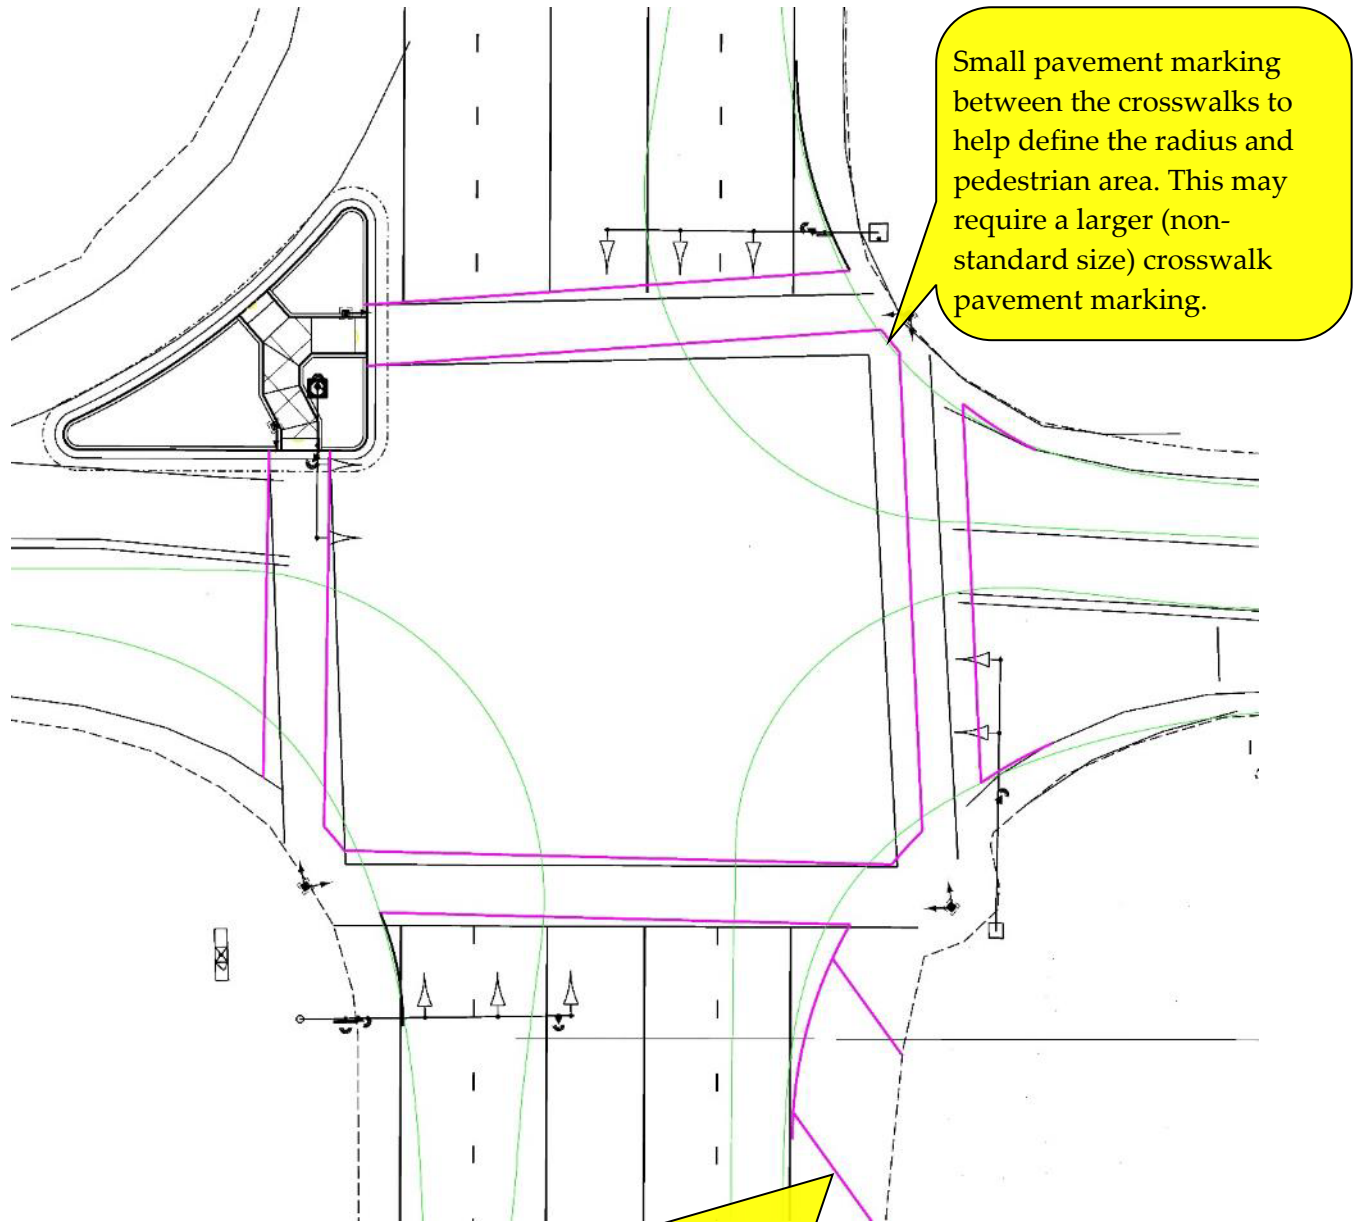 Small pavement marking
between the crosswalks to
help define the radius and
pedestrian area. This may
require a larger (non-
standard size) crosswalk
pavement marking.